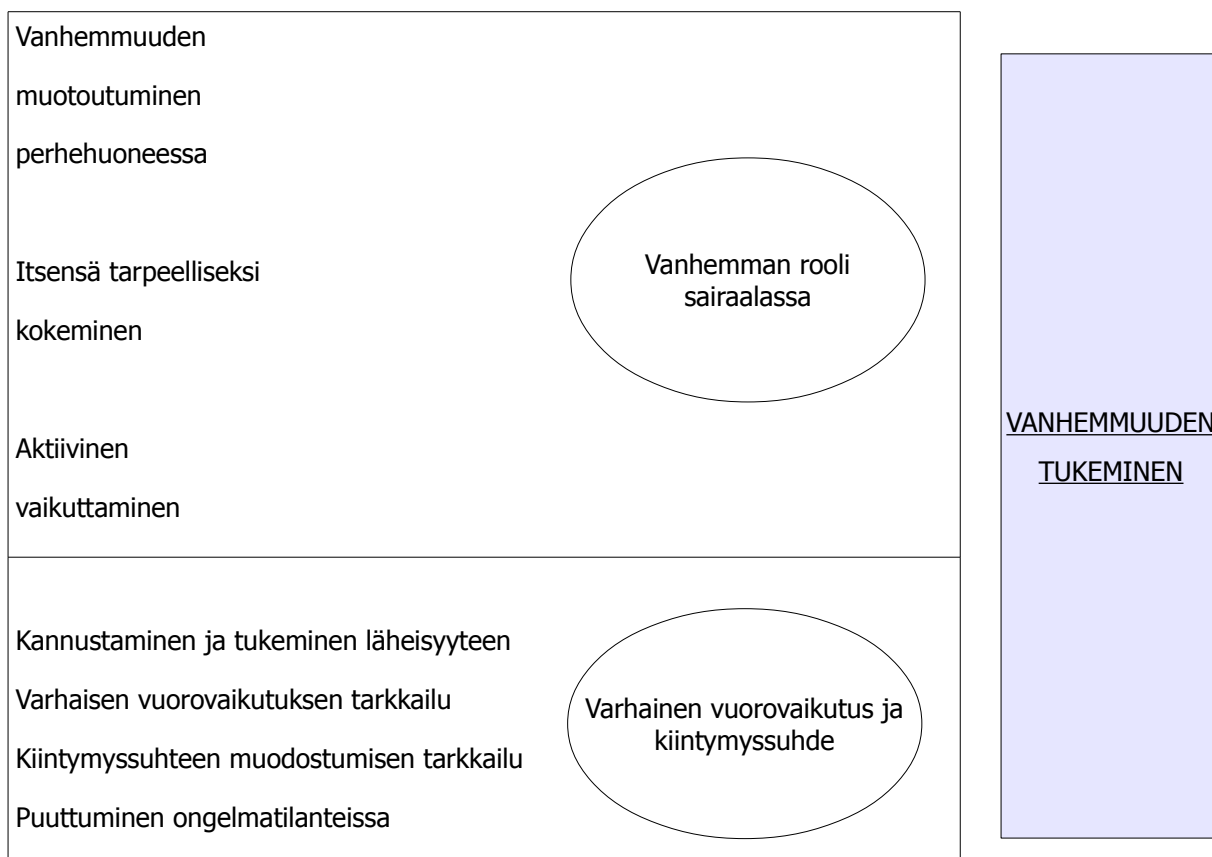 Vanhemmuuden
muotoutuminen
perhehuoneessa
Itsensä tarpeelliseksi
kokeminen
Aktiivinen
vaikuttaminen
Vanhemman rooli
sairaalassa
Kannustaminen ja tukeminen läheisyyteen
Varhaisen vuorovaikutuksen tarkkailu
Kiintymyssuhteen muodostumisen tarkkailu
Puuttuminen ongelmatilanteissa
Varhainen vuorovaikutus ja
kiintymyssuhde
VANHEMMUUDEN
TUKEMINEN